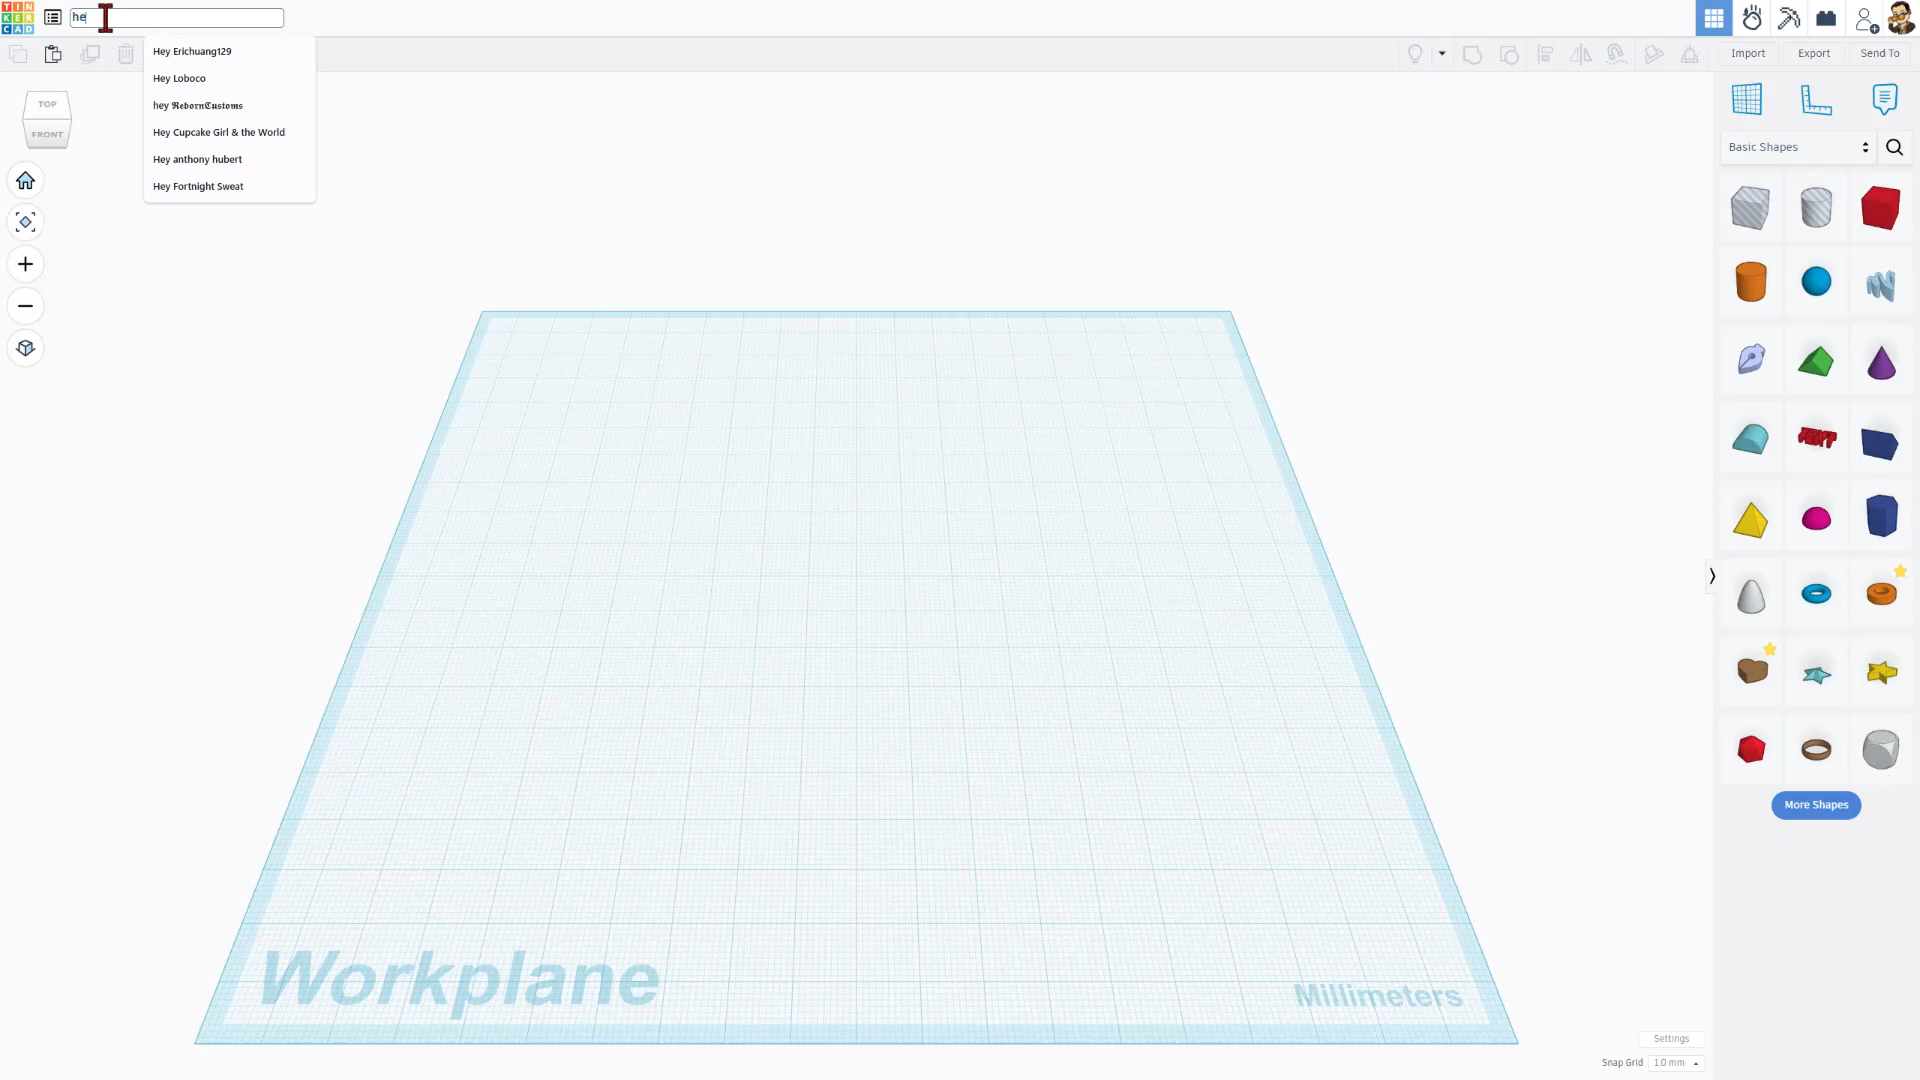 TIN
KER
CAD
he
Hey Erichuang129
Hey Loboco
hey 𝕽𝖊𝖇𝖔𝖗𝖓𝕮𝖚𝖘𝖙𝖔𝖒𝖘
Hey Cupcake Girl & the World
Hey anthony hubert
Hey Fortnight Sweat
Import
Export
Send To
TOP
FRONT
Basic Shapes
TEXT
More Shapes
Workplane
Millimeters
Settings
Snap Grid 1.0 mm